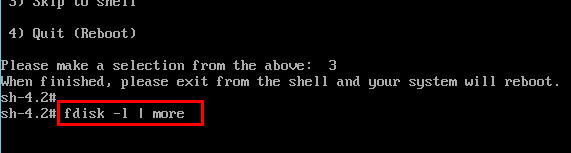 3) Skip to shell
4) Quit (Reboot)
Please make a selection from the above:  3
When finished, please exit from the shell and your system will reboot.
sh-4.2#
sh-4.2# fdisk -l | more